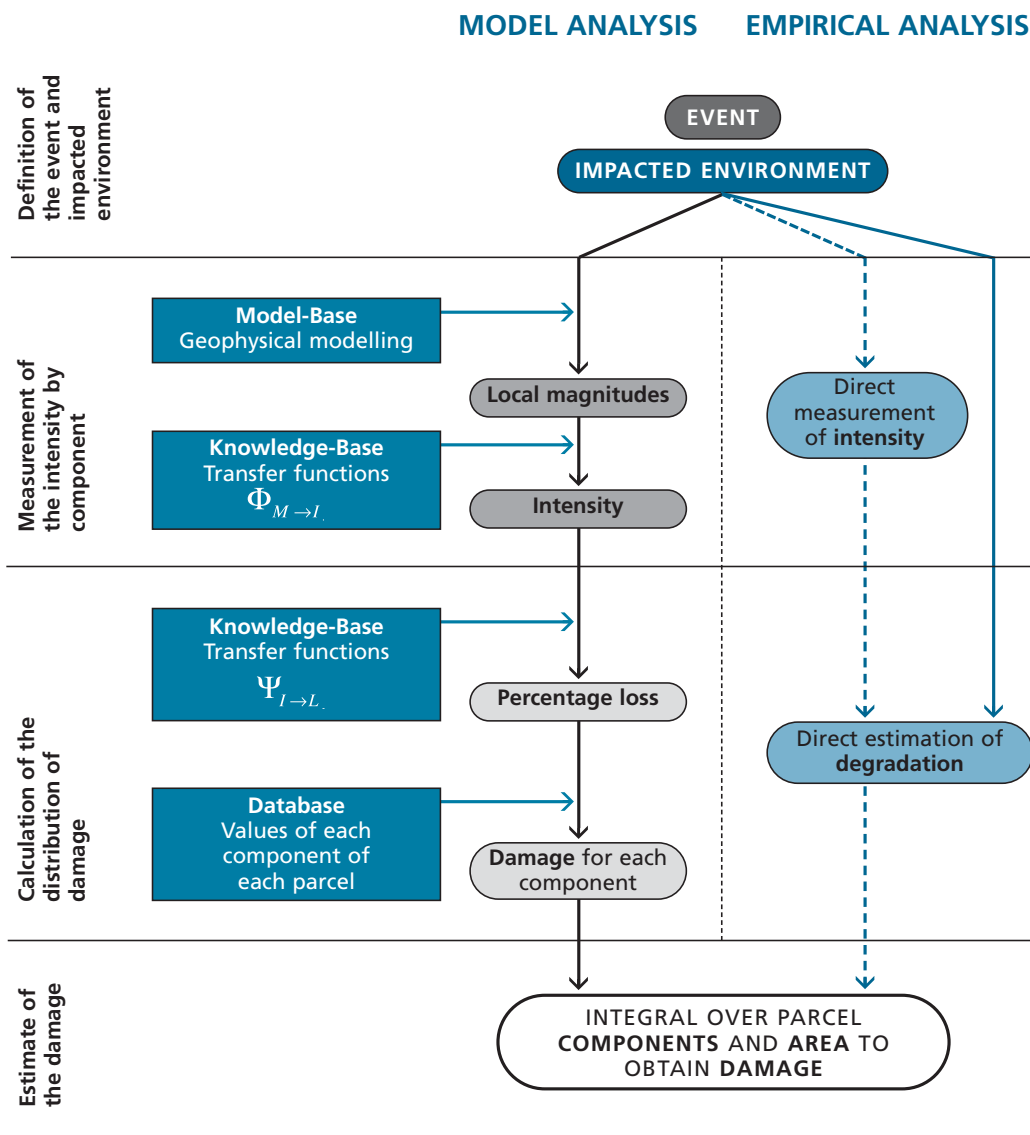 MODEL ANALYSIS
EMPIRICAL ANALYSIS
Definition of
the event and
impacted
environment
EVENT
IMPACTED ENVIRONMENT
Measurement of
the intensity by
component
Model-Base
Geophysical modelling
Local magnitudes
Knowledge-Base
Transfer functions
Φ M→I
Intensity
Direct
measurement
of intensity
Calculation of the
distribution of
damage
Knowledge-Base
Transfer functions
Ψ I→L
Percentage loss
Direct estimation of
degradation
Database
Values of each
component of
each parcel
Damage for each
component
Estimate of
the damage
INTEGRAL OVER PARCEL
COMPONENTS AND AREA TO
OBTAIN DAMAGE